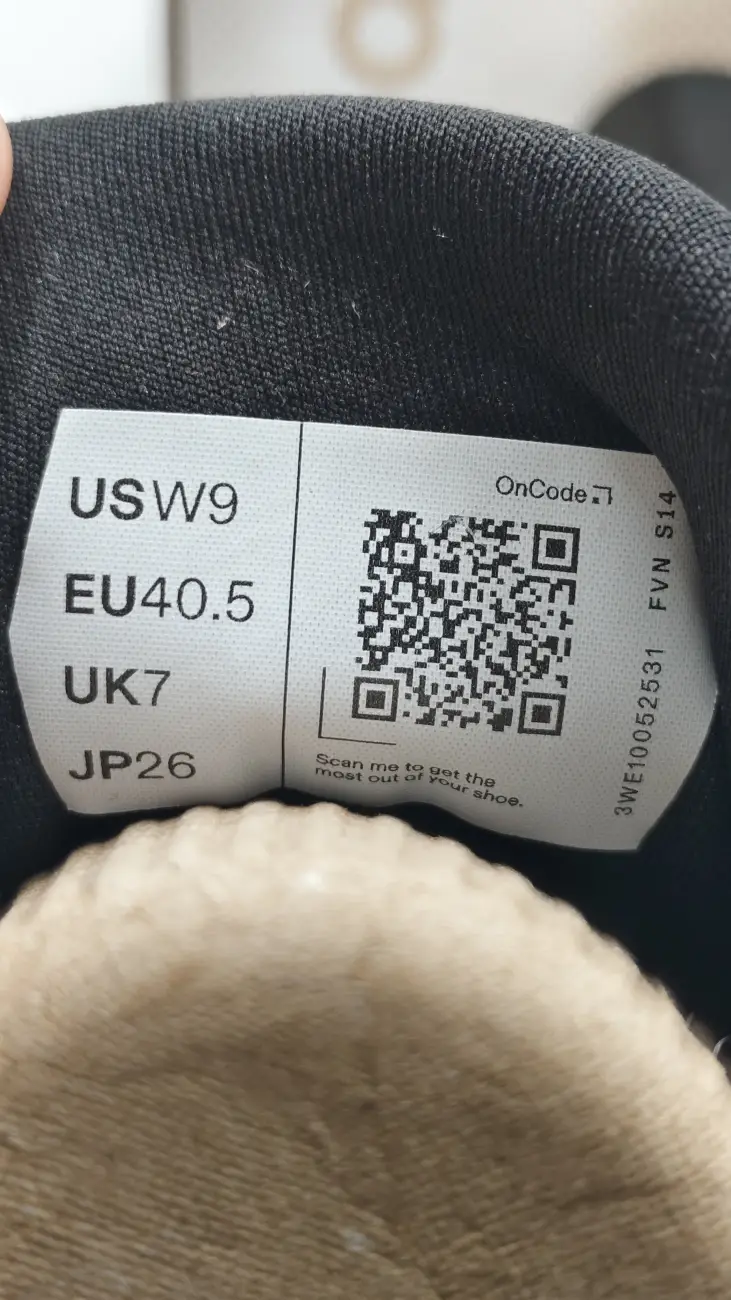 USW9
EU40.5
UK7
JP26
OnCode
Scan me to get the
most out of your shoe.
3WE10052531 FVN S14